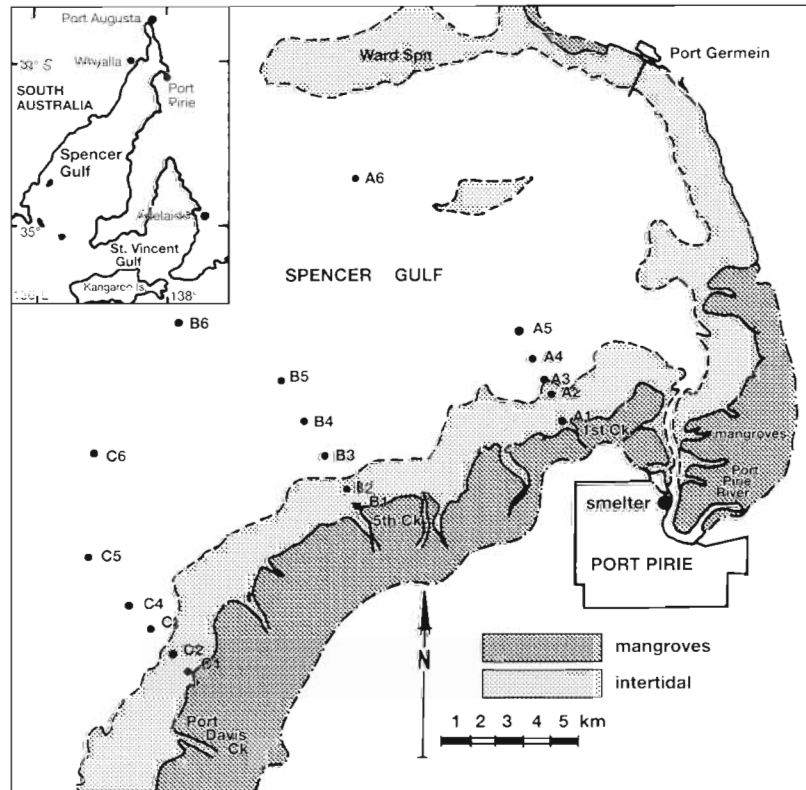 Port Augusta
Whyalla
Port
Pirie
SOUTH
AUSTRALIA
Spencer
Gulf
Adelaide
35°
St. Vincent
Gulf
Kangaroo Is.
138°
Ward Spit
Port Germein
A6
SPENCER GULF
B6
A5
A4
A3
A2
A1
1st Ck
B5
B4
B3
B2
B1
5th Ck
C6
C5
C4
C2
C1
Port
Davis
Ck
mangroves
Port
Pirie
River
smelter
PORT PIRIE
N
mangroves
intertidal
1 2 3 4 5 km